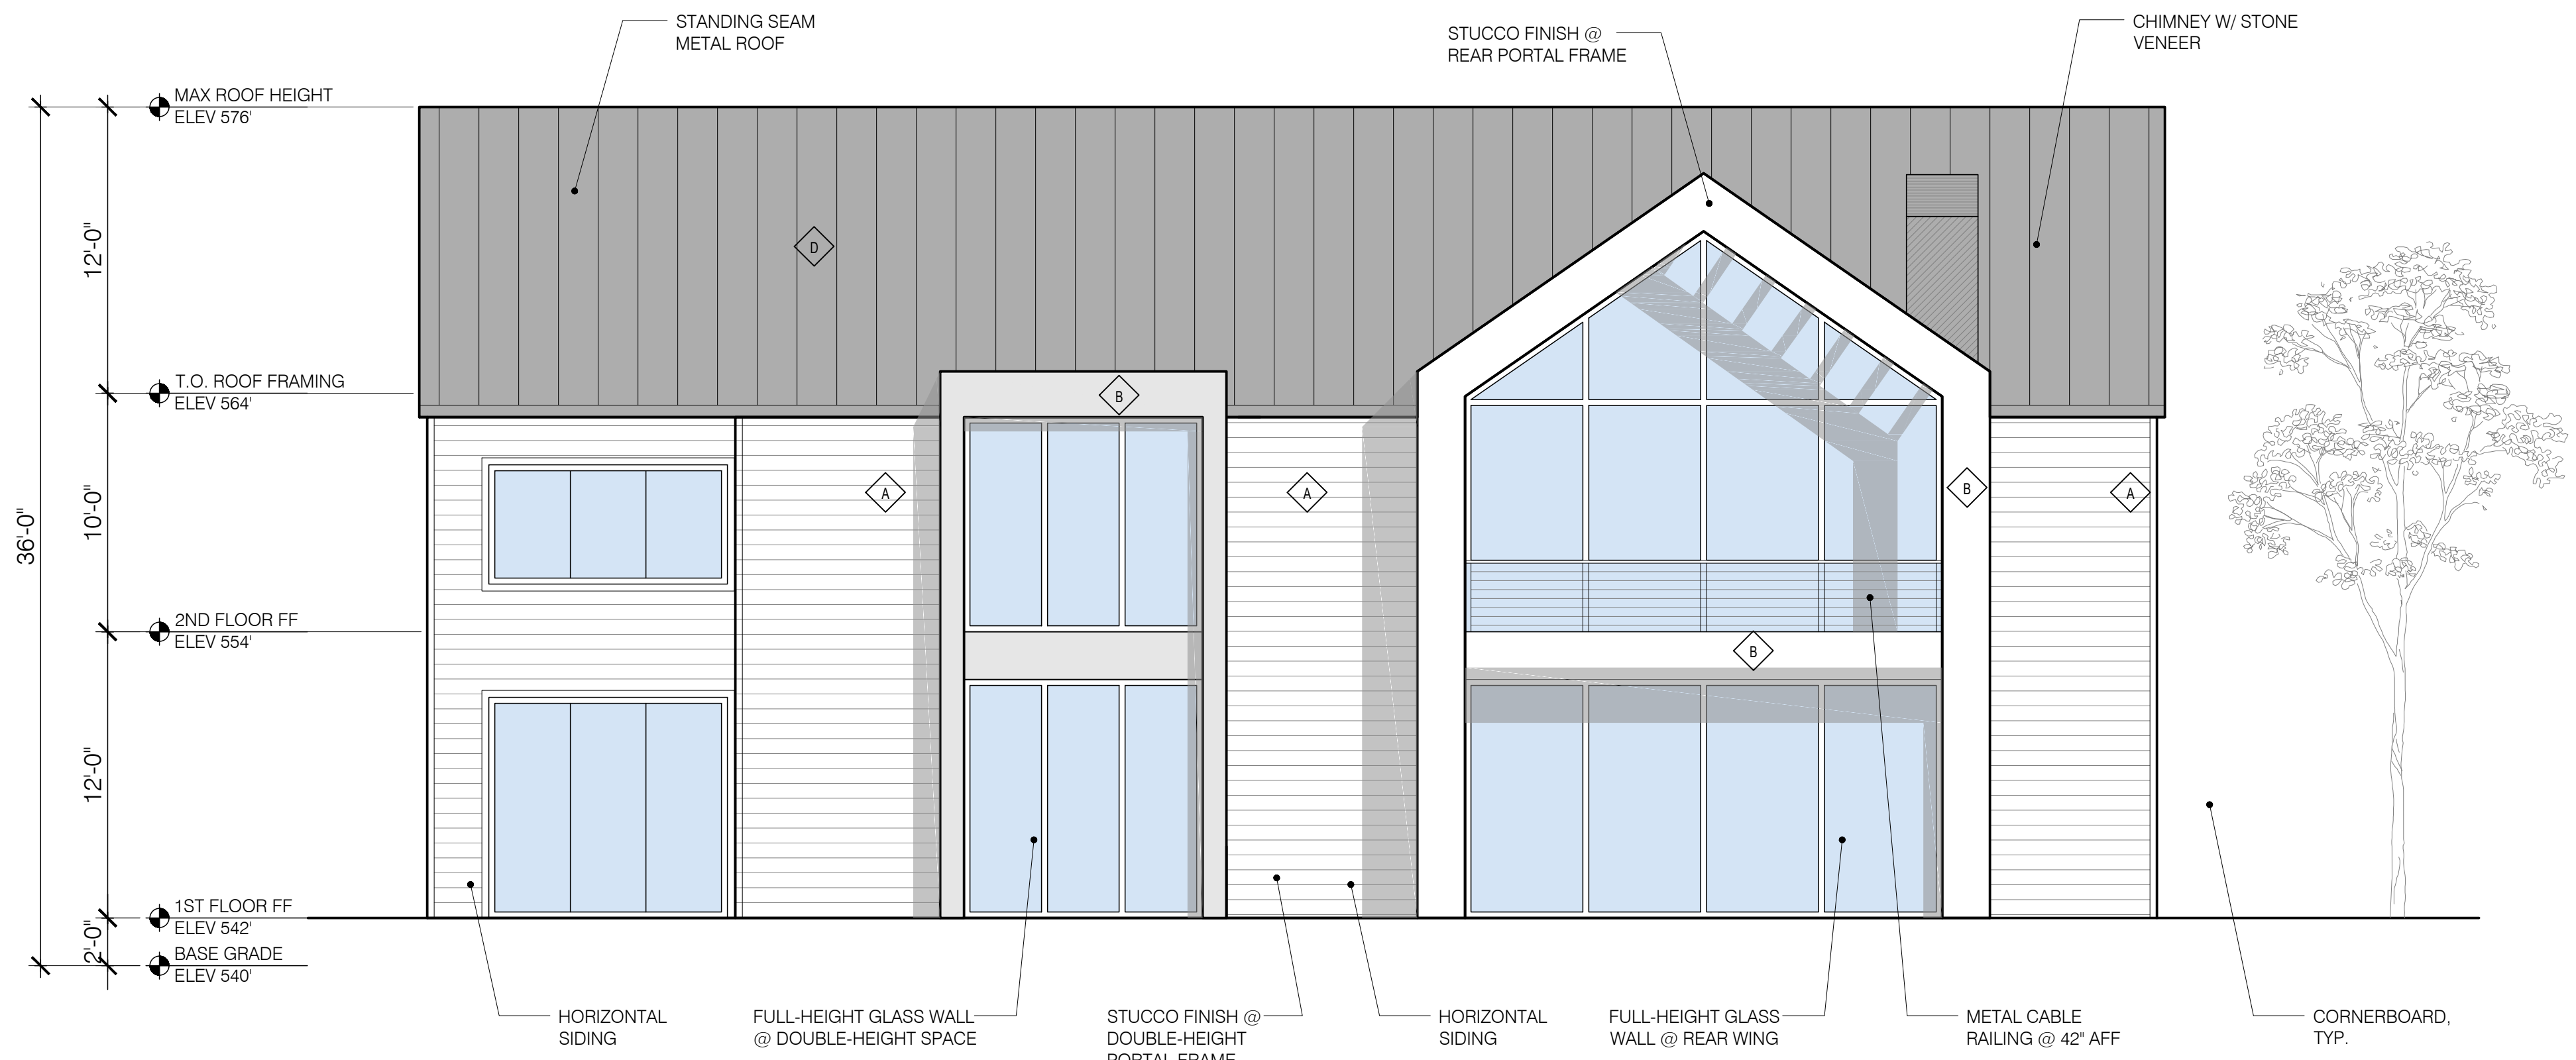 STANDING SEAM
METAL ROOF
STUCCO FINISH @
REAR PORTAL FRAME
CHIMNEY W/ STONE
VENEER
MAX ROOF HEIGHT
ELEV 576'
12'-0"
D
T.O. ROOF FRAMING
ELEV 564'
B
10'-0"
A
A
B
A
36'-0"
2ND FLOOR FF
ELEV 554'
B
12'-0"
1ST FLOOR FF
ELEV 542'
2'-0"
BASE GRADE
ELEV 540'
HORIZONTAL
SIDING
FULL-HEIGHT GLASS WALL
@ DOUBLE-HEIGHT SPACE
STUCCO FINISH @
DOUBLE-HEIGHT
PORTAL FRAME
HORIZONTAL
SIDING
FULL-HEIGHT GLASS
WALL @ REAR WING
METAL CABLE
RAILING @ 42" AFF
CORNERBOARD,
TYP.